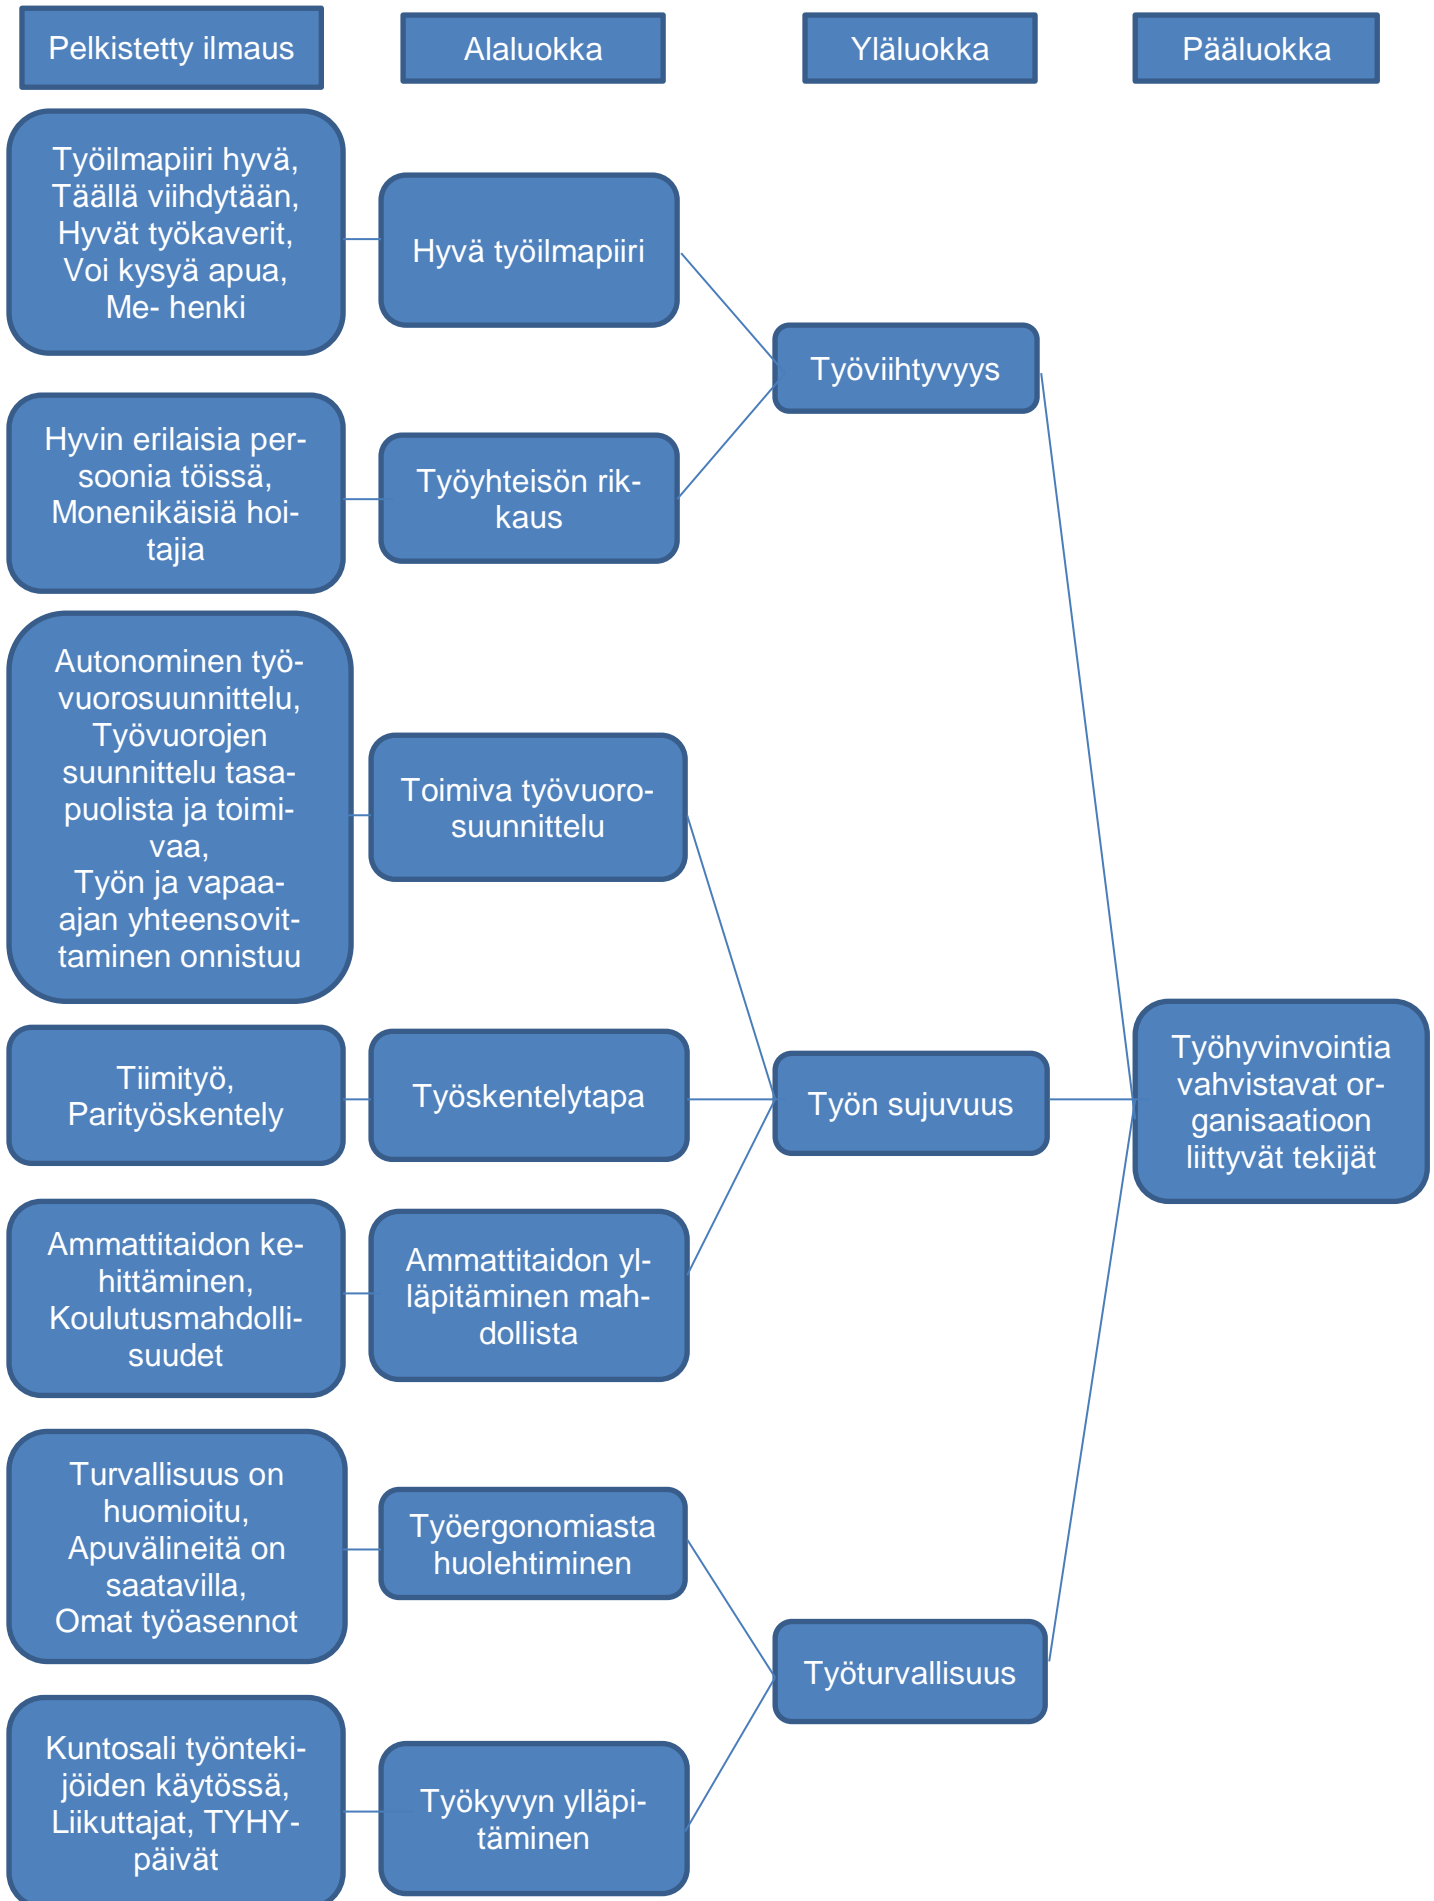 Pelkistetty ilmaus
Alaluokka
Yläluokka
Pääluokka
Työilmapiiri hyvä,
Täällä viihdytään,
Hyvät työkaverit,
Voi kysyä apua,
Me- henki
Hyvä työilmapiiri
Työviihtyvyys
Hyvin erilaisia per-
soonia töissä,
Monenikäisiä hoi-
tajia
Työyhteisön rik-
kaus
Autonominen työ-
vuorosuunnittelu,
Työvuorojen
suunnittelu tasa-
puolista ja toimi-
vaa,
Työn ja vapaa-
ajan yhteensovit-
taminen onnistuu
Toimiva työvuoro-
suunnittelu
Tiimityö,
Parityöskentely
Työskentelytapa
Työn sujuvuus
Työhyvinvointia
vahvistavat or-
ganisaatioon
liittyvät tekijät
Ammattitaidon ke-
hittäminen,
Koulutusmahdolli-
suudet
Ammattitaidon yl-
läpitäminen mah-
dollista
Turvallisuus on
huomioitu,
Apuvälineitä on
saatavilla,
Omat työasennot
Työergonomiasta
huolehtiminen
Työturvallisuus
Kuntosali työnteki-
jöiden käytössä,
Liikuttajat, TYHY-
päivät
Työkyvyn ylläpi-
täminen